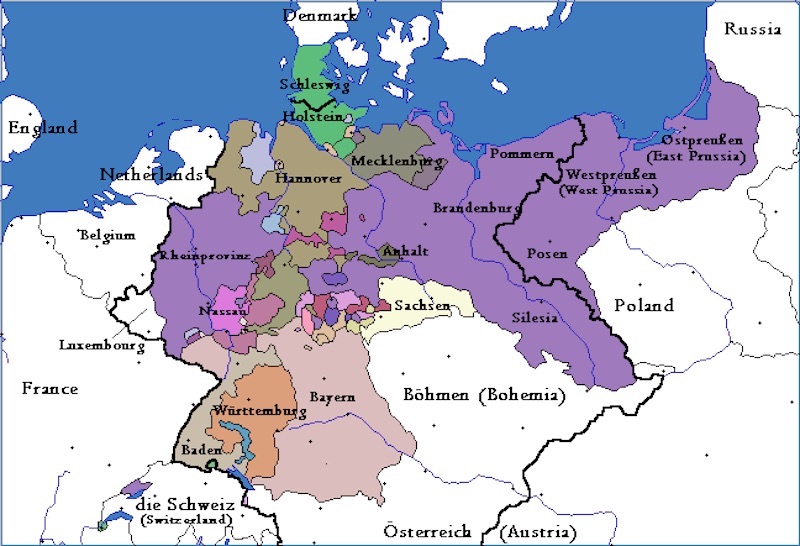 Denmark
Russia
Schleswig
Holstein
England
Ostpreußen
(East Prussia)
Mecklenburg
Pommern
Netherlands
Hannover
Westpreußen
(West Prussia)
Brandenburg
Belgium
Rheinprovinz
Anhalt
Posen
Nassau
Sachsen
Poland
Silesia
Luxembourg
France
Bayern
Böhmen (Bohemia)
Württemburg
Baden
die Schweiz
(Switzerland)
Österreich (Austria)